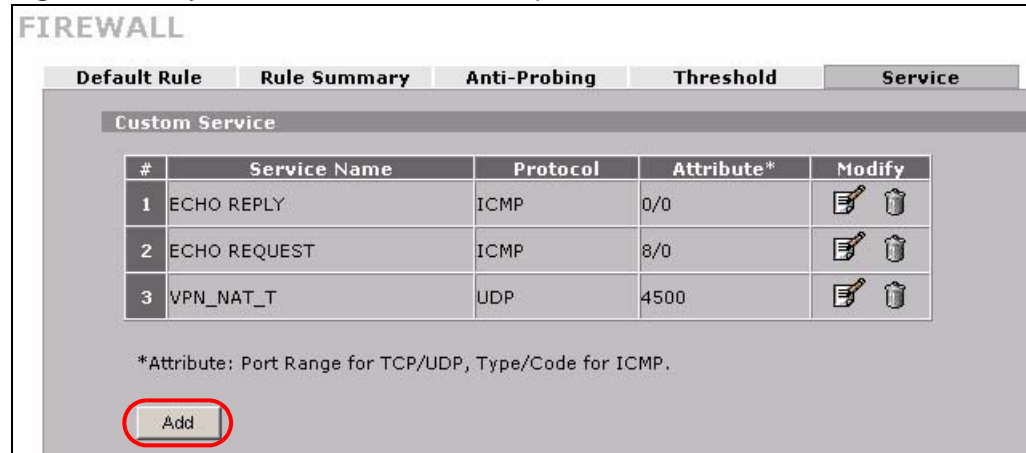 FIREWALL
Default Rule Rule Summary Anti-Probing Threshold Service
Custom Service
# Service Name Protocol Attribute* Modify
1 ECHO REPLY ICMP 0/0
2 ECHO REQUEST ICMP 8/0
3 VPN_NAT_T UDP 4500
*Attribute: Port Range for TCP/UDP, Type/Code for ICMP.
Add